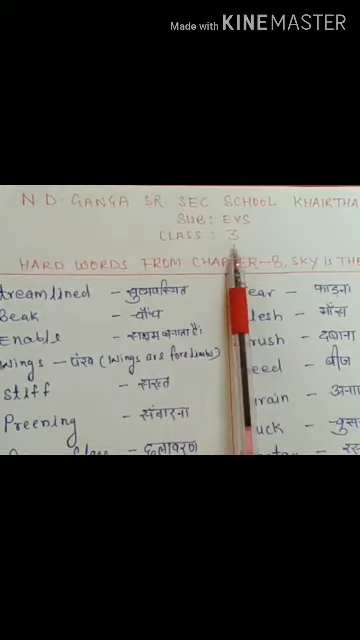 Made with KINEMASTER
N D. GANGA SR SEC SCHOOL KHAIRTHA
SUB: EVS
CLASS: 3
HARD WORDS FROM CHAPTER-8, SKY IS THE
treamlined - सुव्यवस्थित
Beak - चोंच
Enable - सक्षम बनाता है।
Wings - पंख (Wings are forelimbs)
Stiff - सख्त
Preening - संवारना
ear - फाड़ना
lesh - माँस
rush - दबाना
eed - बीज
rain - अना
uck - चूस